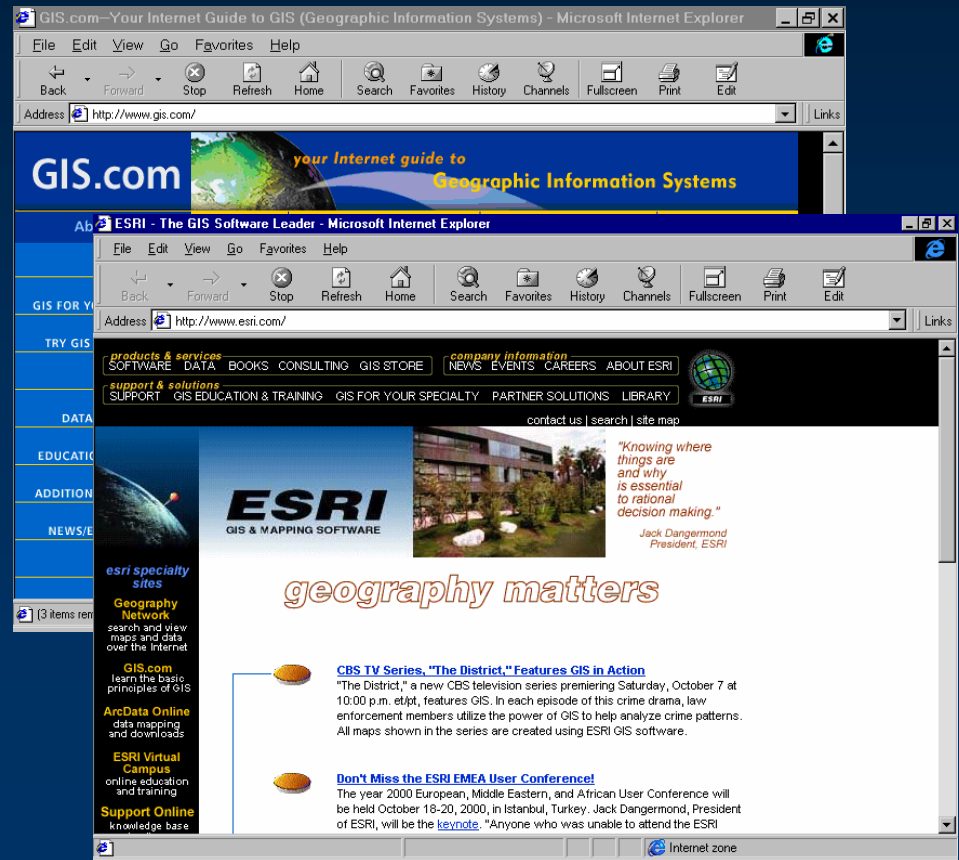 GIS.com—Your Internet Guide to GIS (Geographic Information Systems) - Microsoft Internet Explorer
File Edit View Go Favorites Help
Back Forward Stop Refresh Home Search Favorites History Channels Fullscreen Print Edit
Address http://www.gis.com/ Links
GIS.com
your Internet guide to
Geographic Information Systems
Ab
GIS FOR Y
TRY GIS
DATA
EDUCATIO
ADDITION
NEWS/E
(3 items rem
ESRI - The GIS Software Leader - Microsoft Internet Explorer
File Edit View Go Favorites Help
Back Forward Stop Refresh Home Search Favorites History Channels Fullscreen Print Edit
Address http://www.esri.com/ Links
products & services
SOFTWARE DATA BOOKS CONSULTING GIS STORE
company information
NEWS EVENTS CAREERS ABOUT ESRI
support & solutions
SUPPORT GIS EDUCATION & TRAINING GIS FOR YOUR SPECIALTY PARTNER SOLUTIONS LIBRARY
ESRI
contact us | search | site map
ESRI
GIS & MAPPING SOFTWARE
"Knowing where
things are
and why
is essential
to rational
decision making."
Jack Dangermond
President, ESRI
geography matters
esri specialty
sites
Geography
Network
search and view
maps and data
over the Internet
GIS.com
learn the basic
principles of GIS
ArcData Online
data mapping
and downloads
ESRI Virtual
Campus
online education
and training
Support Online
knowledge base
CBS TV Series, "The District," Features GIS in Action
"The District," a new CBS television series premiering Saturday, October 7 at
10:00 p.m. et/pt, features GIS. In each episode of this crime drama, law
enforcement members utilize the power of GIS to help analyze crime patterns.
All maps shown in the series are created using ESRI GIS software.
Don't Miss the ESRI EMEA User Conference!
The year 2000 European, Middle Eastern, and African User Conference will
be held October 18-20, 2000, in Istanbul, Turkey. Jack Dangermond, President
of ESRI, will be the keynote. "Anyone who was unable to attend the ESRI
Internet zone